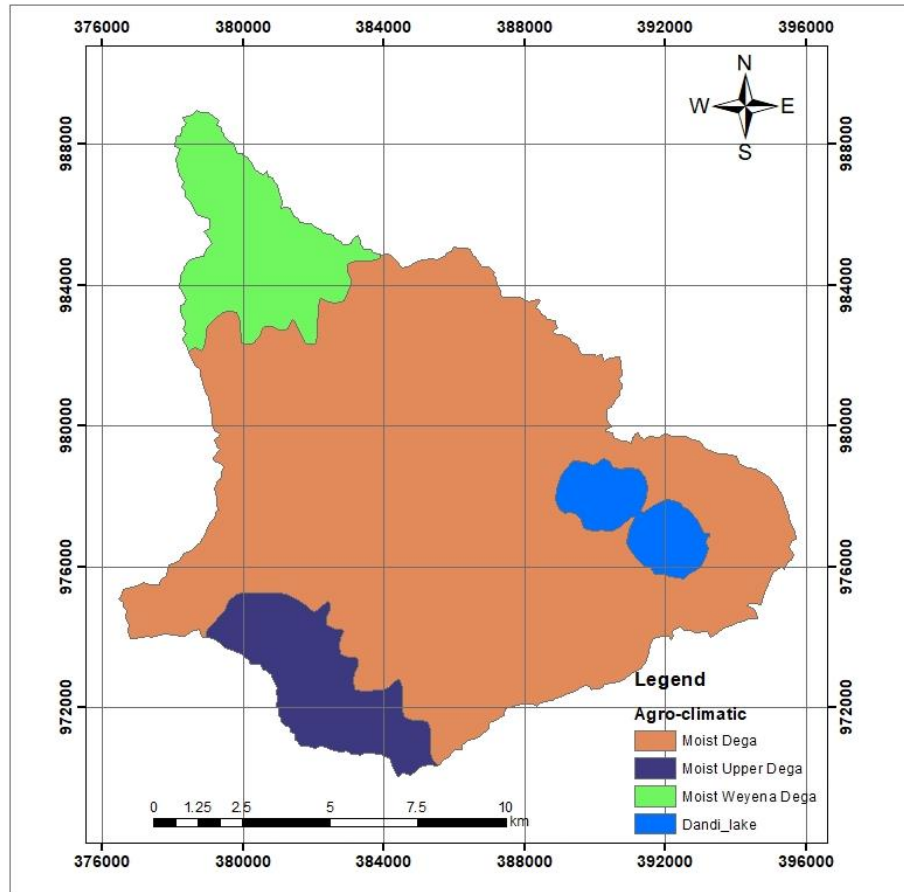 376000 380000 384000 388000 392000 396000
N
W E
S
988000 988000
984000 984000
980000 980000
976000 976000
972000 972000
Legend
Agro-climatic
Moist Dega
Moist Upper Dega
Moist Weyena Dega
Dandi_lake
0 1.25 2.5 5 7.5 10
km
376000 380000 384000 388000 392000 396000